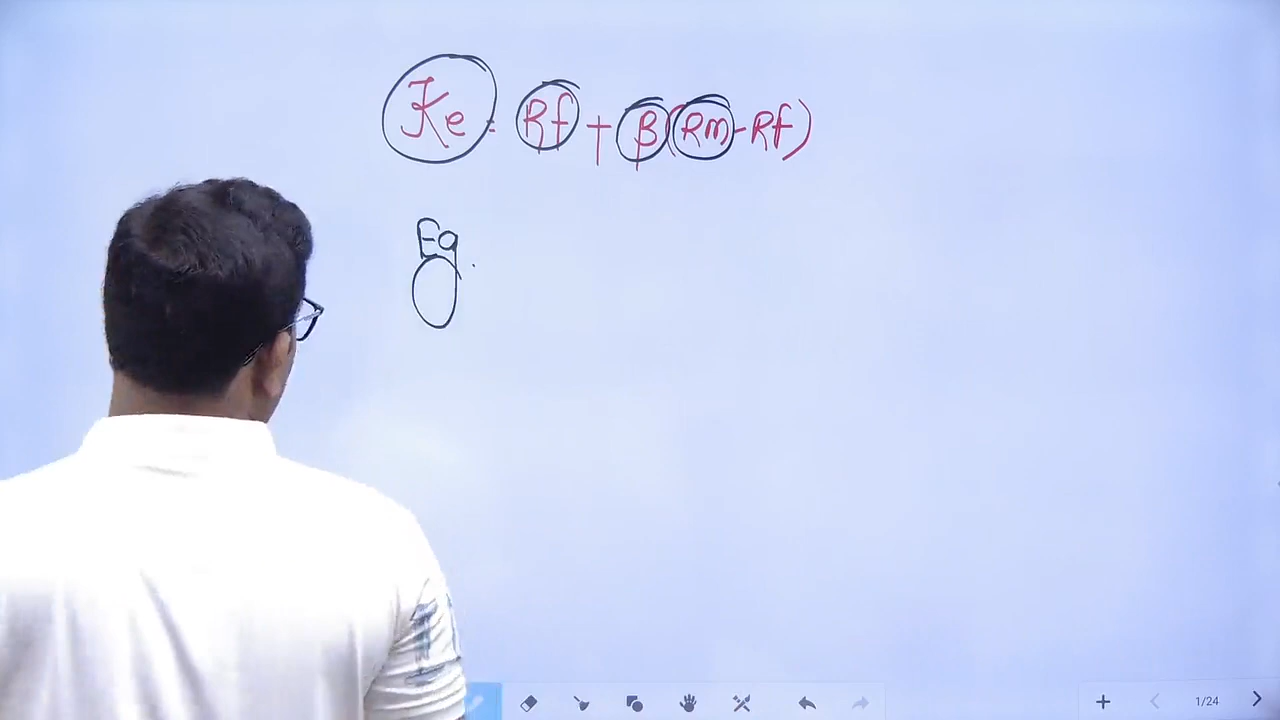 Ke = Rf + β(Rm-Rf)
Eg
1/24